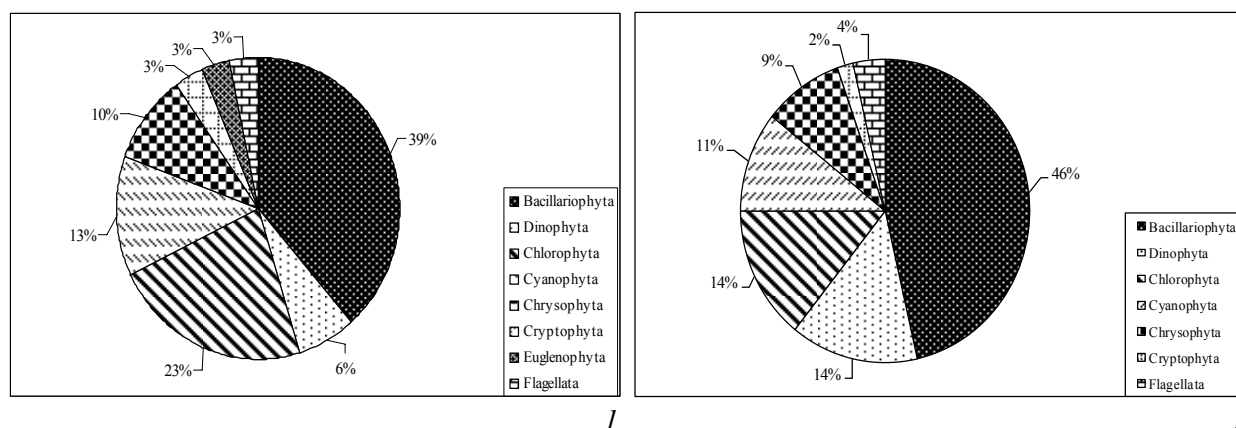 3%
3%
3%
10%
39%
13%
23%
6%
Bacillariophyta
Dinophyta
Chlorophyta
Cyanophyta
Chrysophyta
Cryptophyta
Euglenophyta
Flagellata
1
4%
2%
9%
11%
46%
14%
14%
Bacillariophyta
Dinophyta
Chlorophyta
Cyanophyta
Chrysophyta
Cryptophyta
Flagellata